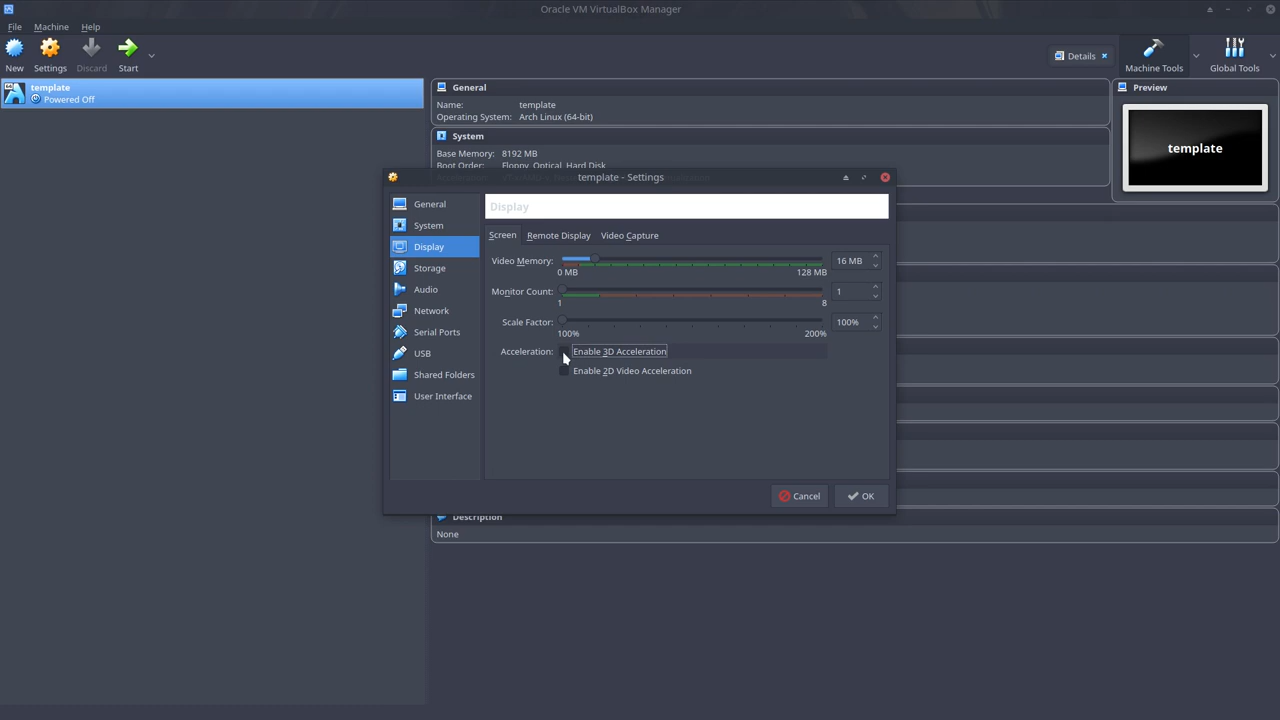 Oracle VM VirtualBox Manager
File Machine Help
New Settings Discard Start
Details
Machine Tools Global Tools
template
Powered Off
General
Name: template
Operating System: Arch Linux (64-bit)
System
Base Memory: 8192 MB
Boot Order: Floppy, Optical, Hard Disk
Preview
template
template - Settings
General
System
Display
Storage
Audio
Network
Serial Ports
USB
Shared Folders
User Interface
Display
Screen Remote Display Video Capture
Video Memory: 16 MB
0 MB 128 MB
Monitor Count: 1
1 8
Scale Factor: 100%
100% 200%
Acceleration: Enable 3D Acceleration
Enable 2D Video Acceleration
Cancel OK
Description
None